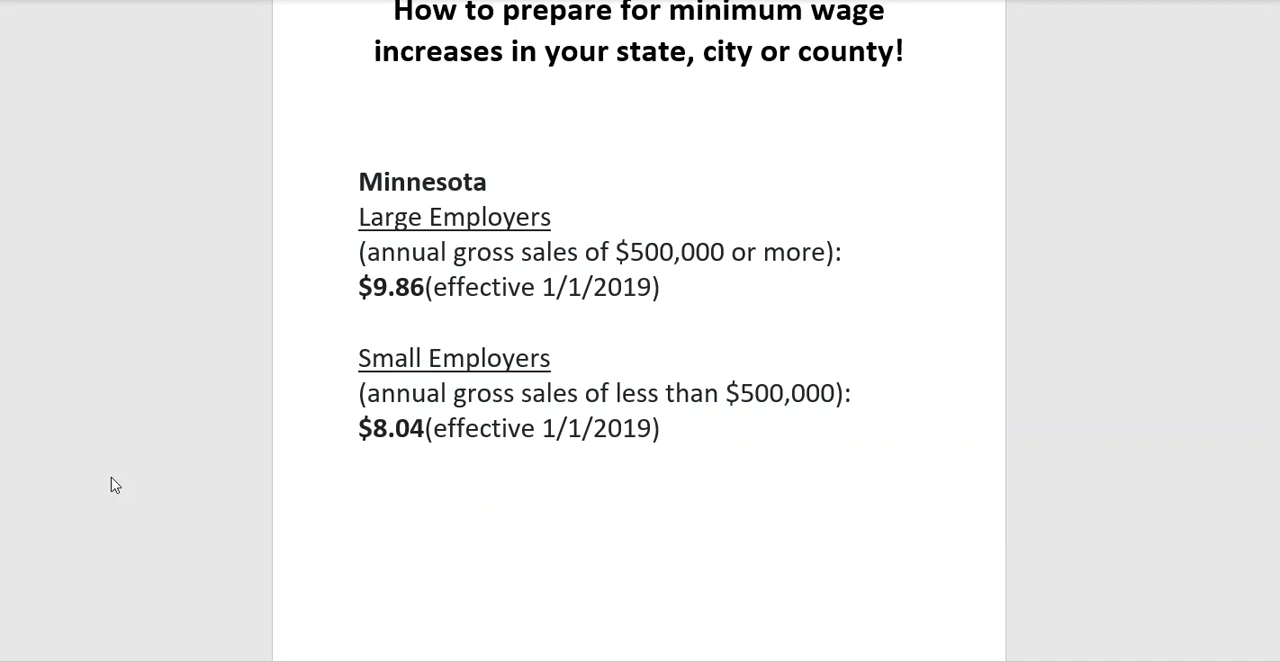 How to prepare for minimum wage
increases in your state, city or county!
Minnesota
Large Employers
(annual gross sales of $500,000 or more):
$9.86(effective 1/1/2019)
Small Employers
(annual gross sales of less than $500,000):
$8.04(effective 1/1/2019)